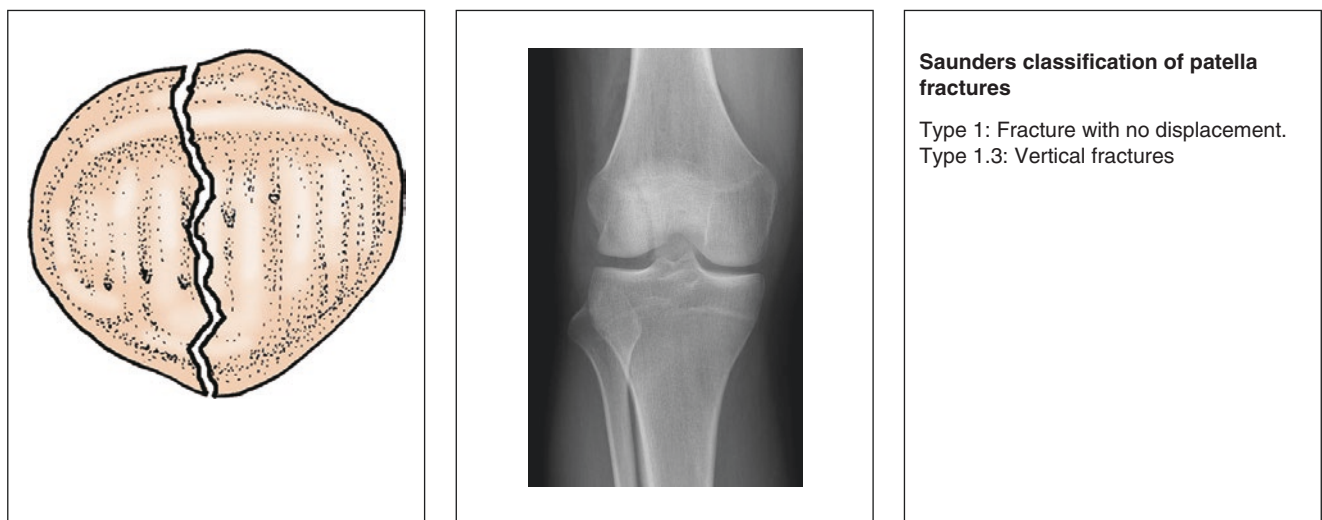 Saunders classification of patella
fractures
Type 1: Fracture with no displacement.
Type 1.3: Vertical fractures